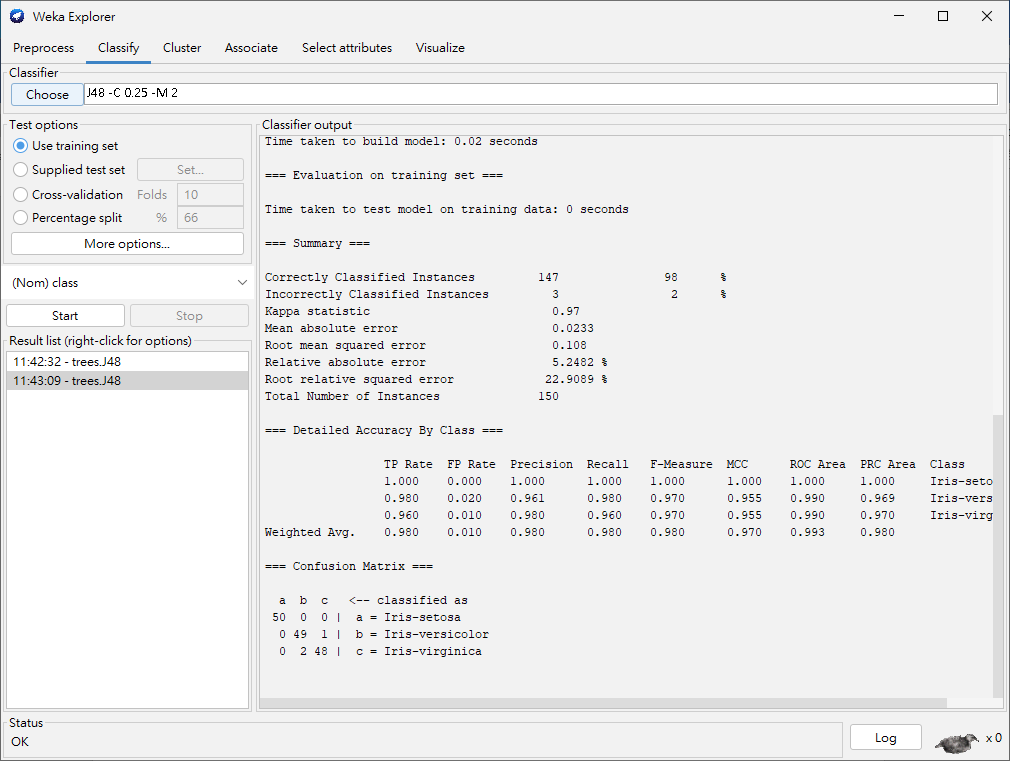 Weka Explorer
Preprocess Classify Cluster Associate Select attributes Visualize
Classifier
Choose J48 -C 0.25 -M 2
Test options
Use training set
Supplied test set Set...
Cross-validation Folds 10
Percentage split % 66
More options...
(Nom) class
Start Stop
Result list (right-click for options)
11:42:32 - trees.J48
11:43:09 - trees.J48
Classifier output
Time taken to build model: 0.02 seconds
=== Evaluation on training set ===
Time taken to test model on training data: 0 seconds
=== Summary ===
Correctly Classified Instances 147 98 %
Incorrectly Classified Instances 3 2 %
Kappa statistic 0.97
Mean absolute error 0.0233
Root mean squared error 0.108
Relative absolute error 5.2482 %
Root relative squared error 22.9089 %
Total Number of Instances 150
=== Detailed Accuracy By Class ===
TP Rate FP Rate Precision Recall F-Measure MCC ROC Area PRC Area Class
1.000 0.000 1.000 1.000 1.000 1.000 1.000 1.000 Iris-seto
0.980 0.020 0.961 0.980 0.970 0.955 0.990 0.969 Iris-vers
0.960 0.010 0.980 0.960 0.970 0.955 0.990 0.970 Iris-virg
Weighted Avg. 0.980 0.010 0.980 0.980 0.980 0.970 0.993 0.980
=== Confusion Matrix ===
a b c <-- classified as
50 0 0 | a = Iris-setosa
0 49 1 | b = Iris-versicolor
0 2 48 | c = Iris-virginica
Status
OK
Log
x 0